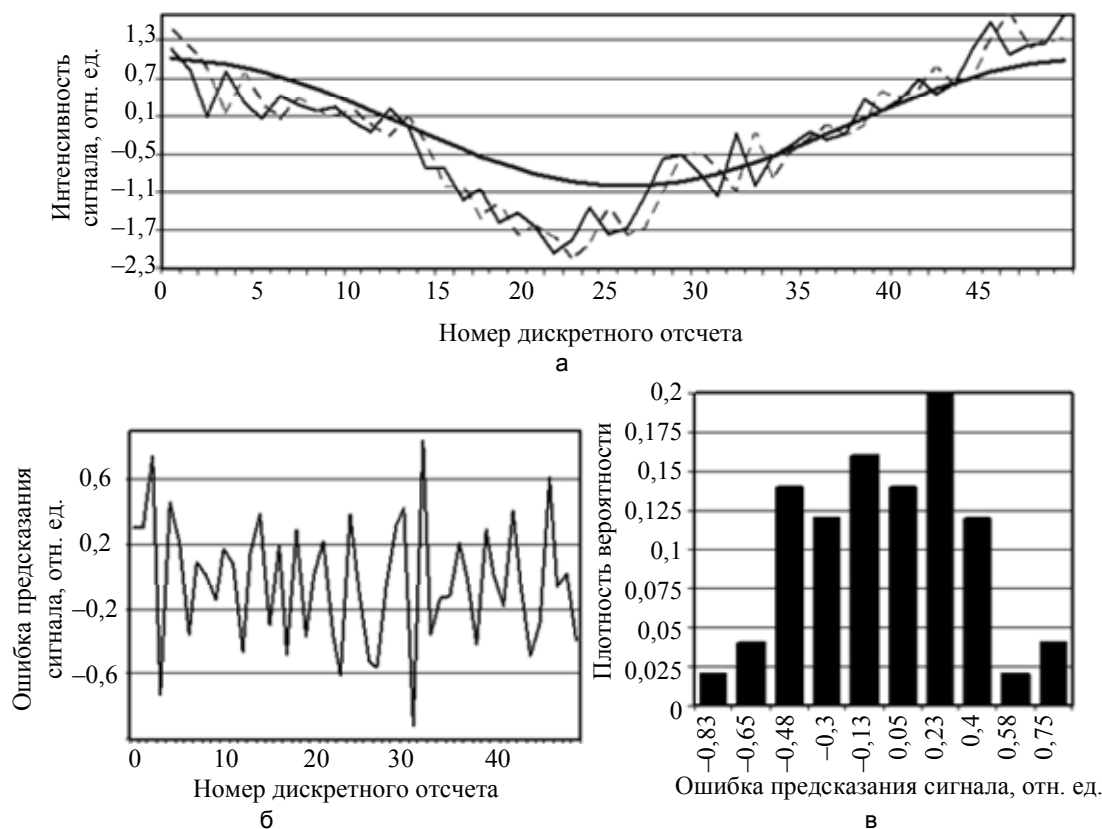 Интенсивность
сигнала, отн. ед.
1,3
0,7
0,1
–0,5
–1,1
–1,7
–2,3
0 5 10 15 20 25 30 35 40 45
Номер дискретного отсчета
а
Ошибка предсказания
сигнала, отн. ед.
0,6
0,2
–0,2
–0,6
0 10 20 30 40
Номер дискретного отсчета
б
Плотность вероятности
0,2
0,175
0,15
0,125
0,1
0,075
0,05
0,025
0
–0,83 –0,65 –0,48 –0,3 –0,13 0,05 0,23 0,4 0,58 0,75
Ошибка предсказания сигнала, отн. ед.
в